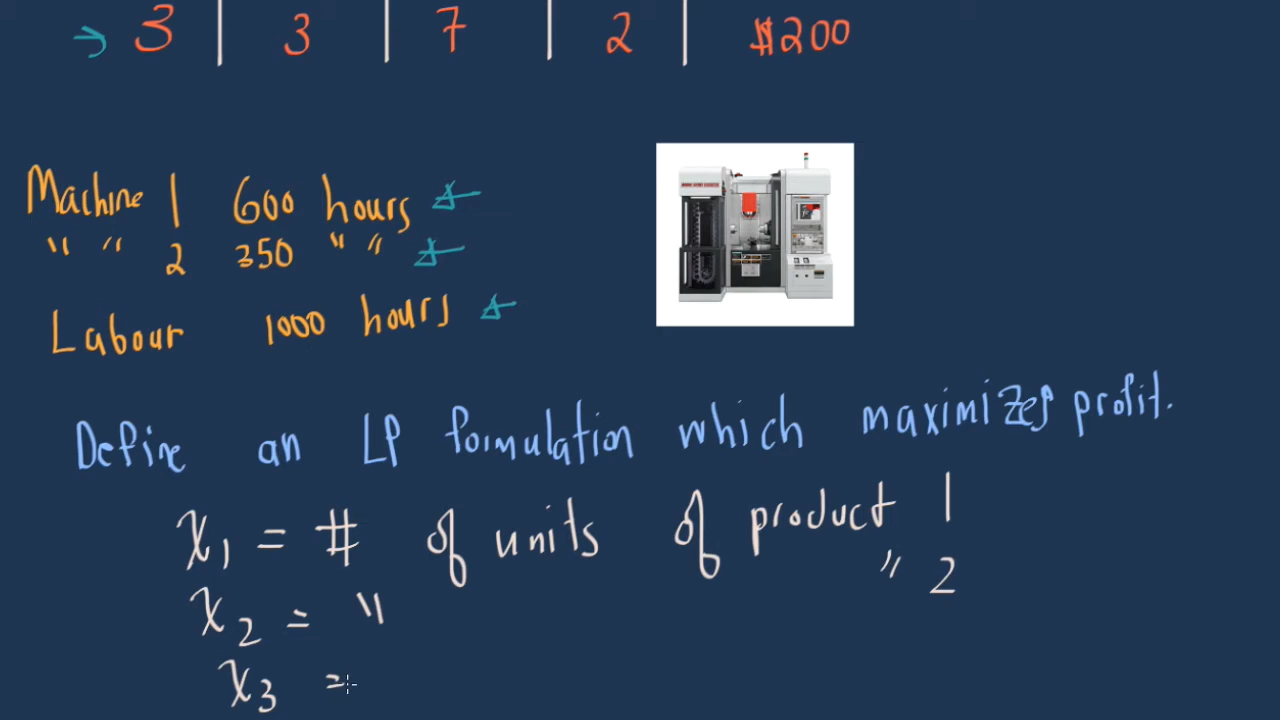 3 | 3 | 7 | 2 | $200
Machine 1 600 hours
" " 2 350 " "
Labour 1000 hours
Define an LP formulation which maximizes profit.
x₁ = # of units of product 1
x₂ = " " 2
x₃ =